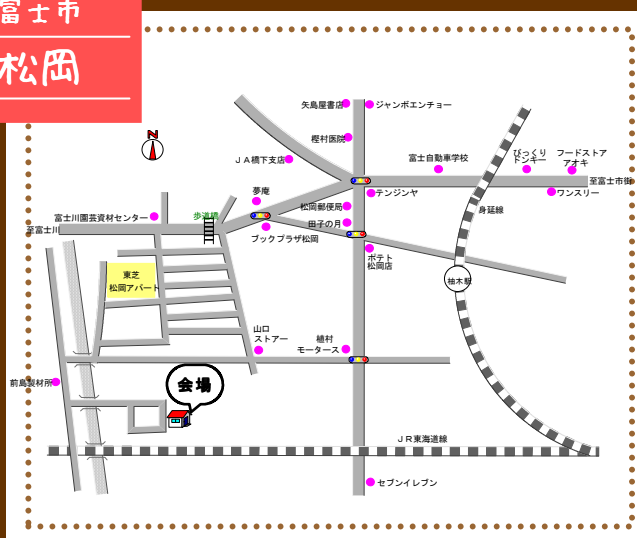 富士市
松岡
N
矢島屋書店
ジャンボエンチョー
樫村医院
JA橋下支店
富士自動車学校
びっくり
ドンキー
フードストア
アオキ
至富士市街
ワンスリー
テンジンヤ
夢庵
松岡郵便局
身延線
富士川園芸資材センター
歩道橋
田子の月
至富士川
ブックプラザ松岡
ポテト
松岡店
柚木駅
東芝
松岡アパート
山口
ストアー
植村
モータース
前島製材所
会場
JR東海道線
セブンイレブン